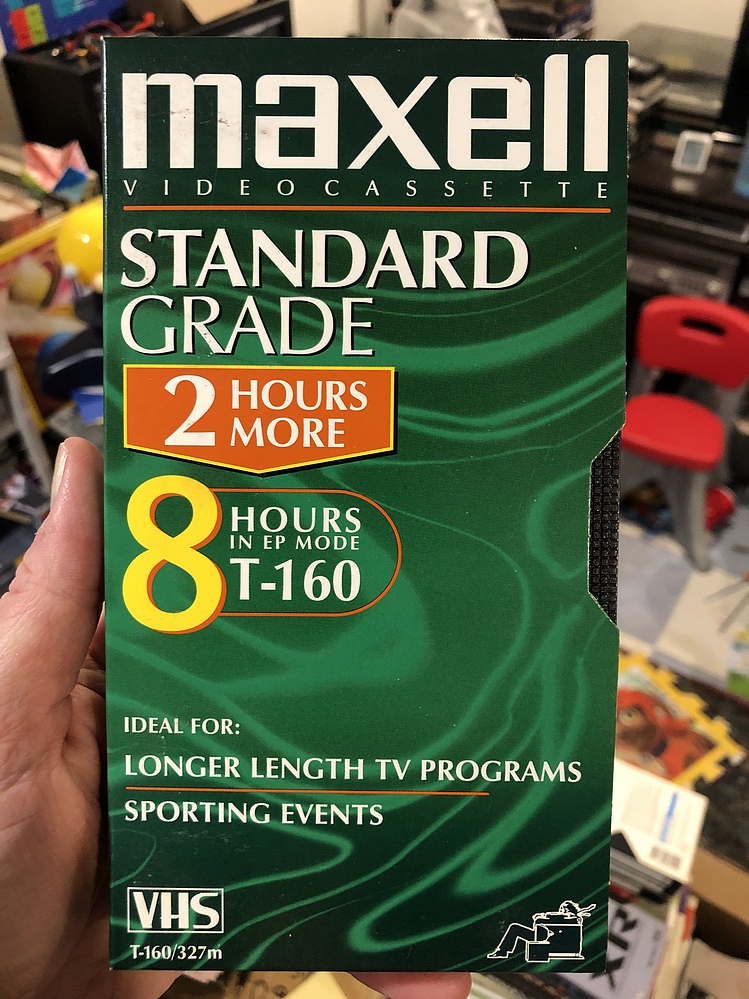 maxell
VIDEOCASSETTE
STANDARD
GRADE
2 HOURS
MORE
8 HOURS
IN EP MODE
T-160
IDEAL FOR:
LONGER LENGTH TV PROGRAMS
SPORTING EVENTS
VHS
T-160/327m
XR